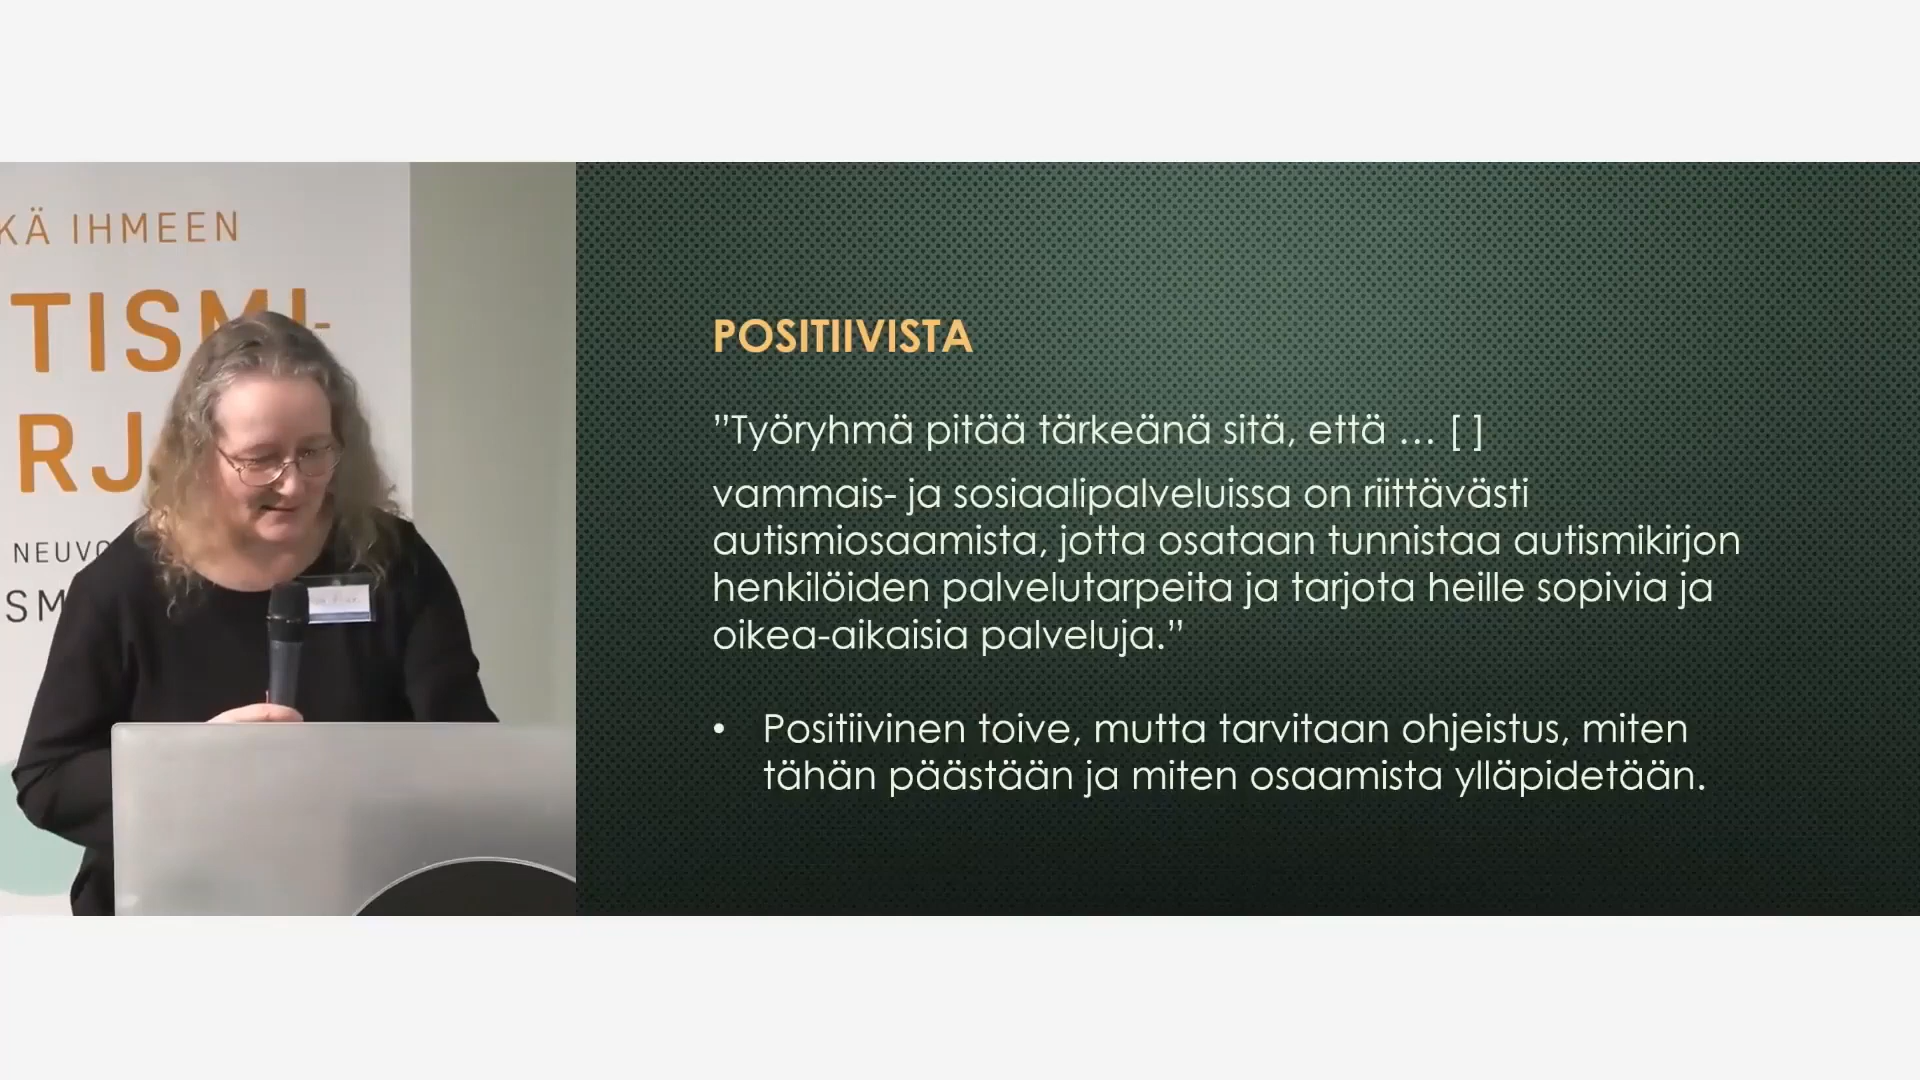 KÄ IHMEEN
TISMI-
RJ
NEUVO
SM
POSITIIVISTA
”Työryhmä pitää tärkeänä sitä, että … [ ]
vammais- ja sosiaalipalveluissa on riittävästi
autismiosaamista, jotta osataan tunnistaa autismikirjon
henkilöiden palvelutarpeita ja tarjota heille sopivia ja
oikea-aikaisia palveluja.”
• Positiivinen toive, mutta tarvitaan ohjeistus, miten
tähän päästään ja miten osaamista ylläpidetään.